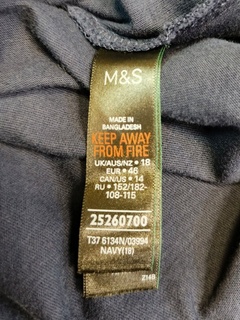 M&S
MADE IN
BANGLADESH
KEEP AWAY
FROM FIRE
UK/AUS/NZ • 18
EUR • 46
CAN/US • 14
RU • 152/182-
108-115
25260700
T37 6134N/03994
NAVY(18)